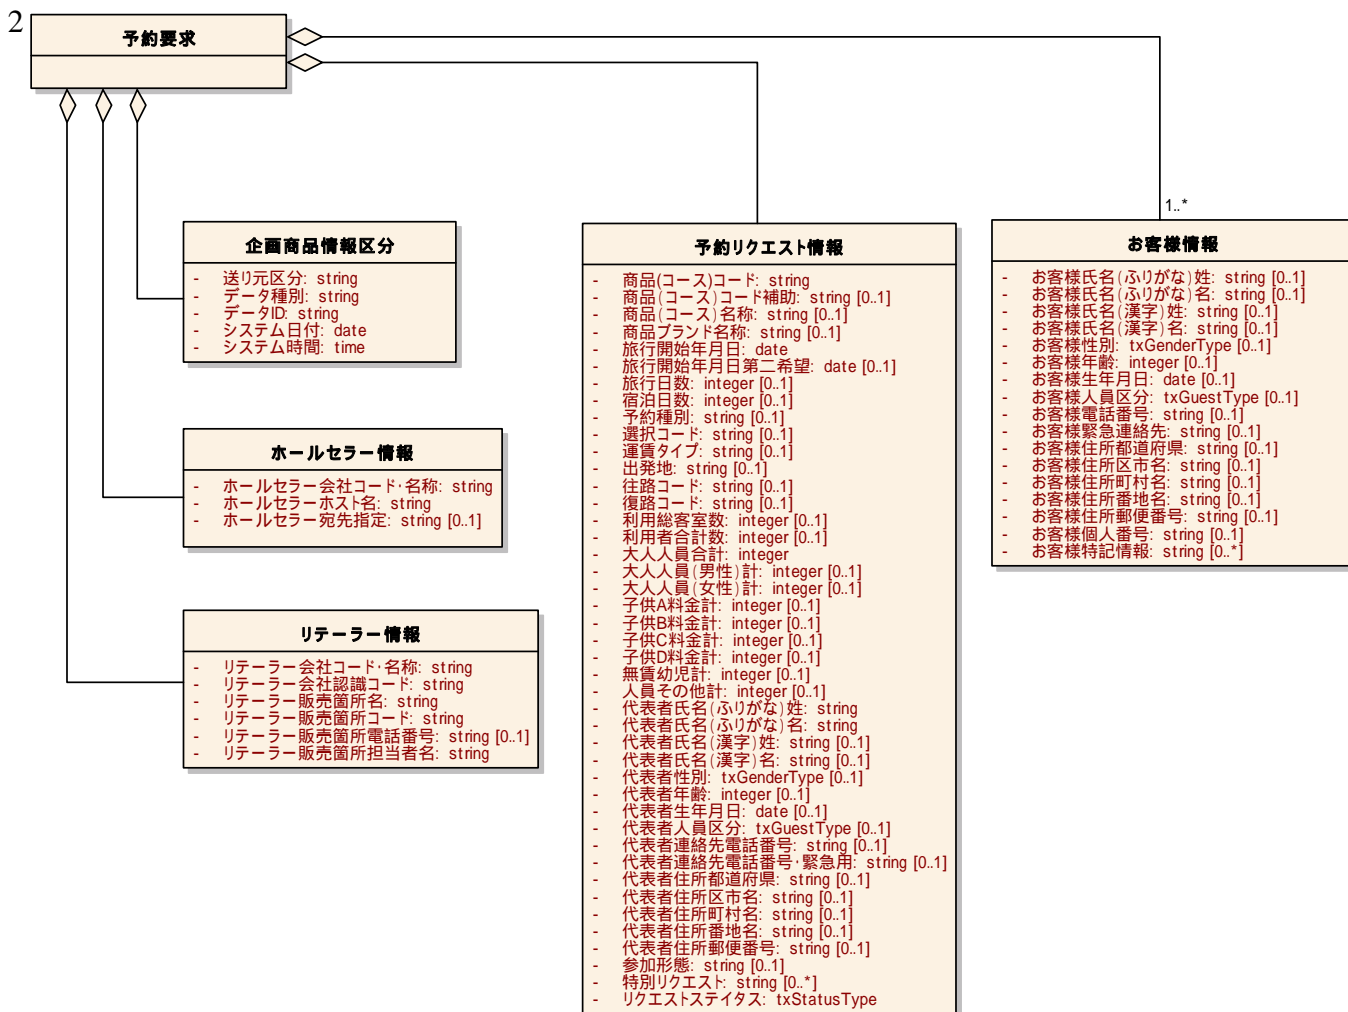 2
予約要求
企画商品情報区分
- 送り元区分: string
- データ種別: string
- データID: string
- システム日付: date
- システム時間: time
ホールセラー情報
- ホールセラー会社コード・名称: string
- ホールセラーホスト名: string
- ホールセラー宛先指定: string [0..1]
リテーラー情報
- リテーラー会社コード・名称: string
- リテーラー会社認識コード: string
- リテーラー販売箇所名: string
- リテーラー販売箇所コード: string
- リテーラー販売箇所電話番号: string [0..1]
- リテーラー販売箇所担当者名: string
予約リクエスト情報
- 商品(コース)コード: string
- 商品(コース)コード補助: string [0..1]
- 商品(コース)名称: string [0..1]
- 商品ブランド名称: string [0..1]
- 旅行開始年月日: date
- 旅行開始年月日第二希望: date [0..1]
- 旅行日数: integer [0..1]
- 宿泊日数: integer [0..1]
- 予約種別: string [0..1]
- 選択コード: string [0..1]
- 運賃タイプ: string [0..1]
- 出発地: string [0..1]
- 往路コード: string [0..1]
- 復路コード: string [0..1]
- 利用総客室数: integer [0..1]
- 利用者合計数: integer [0..1]
- 大人人員合計: integer
- 大人人員(男性)計: integer [0..1]
- 大人人員(女性)計: integer [0..1]
- 子供A料金計: integer [0..1]
- 子供B料金計: integer [0..1]
- 子供C料金計: integer [0..1]
- 子供D料金計: integer [0..1]
- 無賃幼児計: integer [0..1]
- 人員その他計: integer [0..1]
- 代表者氏名(ふりがな)姓: string
- 代表者氏名(ふりがな)名: string
- 代表者氏名(漢字)姓: string [0..1]
- 代表者氏名(漢字)名: string [0..1]
- 代表者性別: txGenderType [0..1]
- 代表者年齢: integer [0..1]
- 代表者生年月日: date [0..1]
- 代表者人員区分: txGuestType [0..1]
- 代表者連絡先電話番号: string [0..1]
- 代表者連絡先電話番号・緊急用: string [0..1]
- 代表者住所都道府県: string [0..1]
- 代表者住所区市名: string [0..1]
- 代表者住所町村名: string [0..1]
- 代表者住所番地名: string [0..1]
- 代表者住所郵便番号: string [0..1]
- 参加形態: string [0..1]
- 特別リクエスト: string [0..*]
- リクエストステイタス: txStatusType
1..*
お客様情報
- お客様氏名(ふりがな)姓: string [0..1]
- お客様氏名(ふりがな)名: string [0..1]
- お客様氏名(漢字)姓: string [0..1]
- お客様氏名(漢字)名: string [0..1]
- お客様性別: txGenderType [0..1]
- お客様年齢: integer [0..1]
- お客様生年月日: date [0..1]
- お客様人員区分: txGuestType [0..1]
- お客様電話番号: string [0..1]
- お客様緊急連絡先: string [0..1]
- お客様住所都道府県: string [0..1]
- お客様住所区市名: string [0..1]
- お客様住所町村名: string [0..1]
- お客様住所番地名: string [0..1]
- お客様住所郵便番号: string [0..1]
- お客様個人番号: string [0..1]
- お客様特記情報: string [0..*]